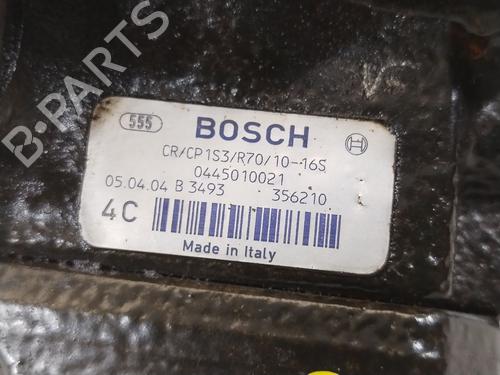 555 BOSCH
CR/CP1S3/R70/10-16S
0445010021
05.04.04 B 3493 356210
4C
Made in Italy
B-PARTS